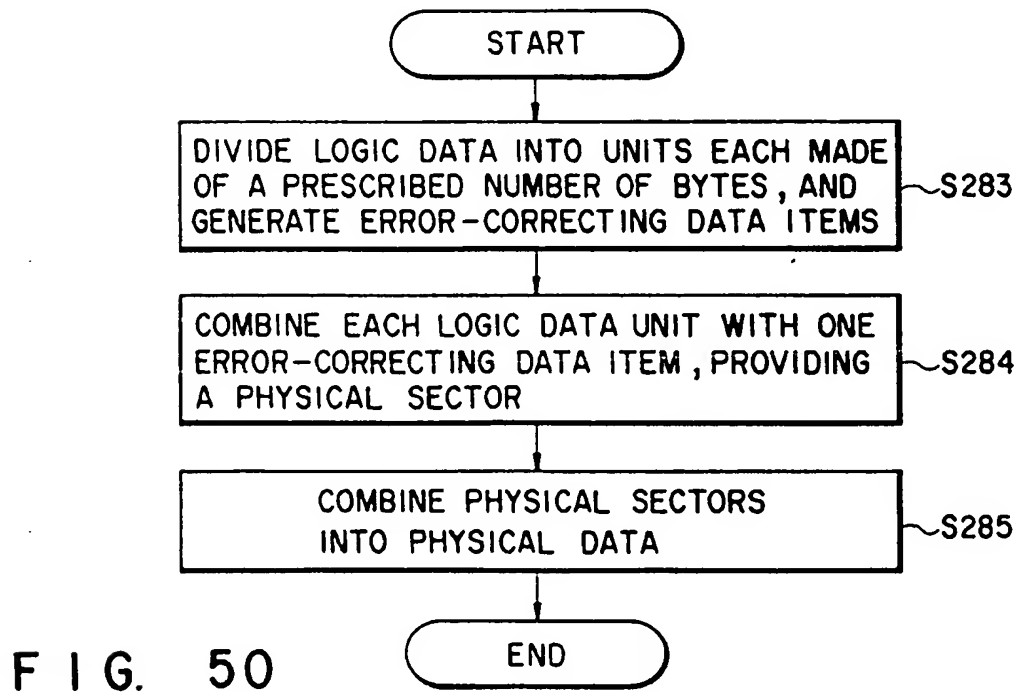 START
DIVIDE LOGIC DATA INTO UNITS EACH MADE
OF A PRESCRIBED NUMBER OF BYTES, AND
GENERATE ERROR-CORRECTING DATA ITEMS
S283
COMBINE EACH LOGIC DATA UNIT WITH ONE
ERROR-CORRECTING DATA ITEM, PROVIDING
A PHYSICAL SECTOR
S284
COMBINE PHYSICAL SECTORS
INTO PHYSICAL DATA
S285
END
FIG. 50